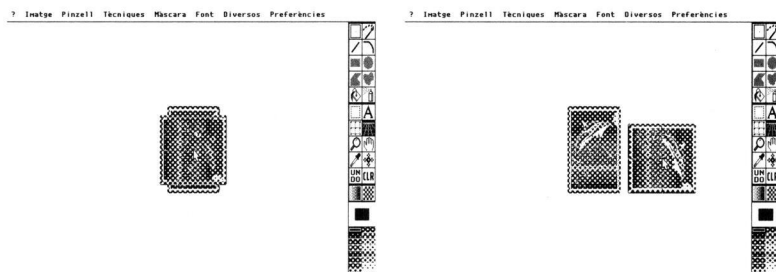 ? Imatge Pinzell Tècniques Màscara Font Diversos Preferències
A
UN
DO CLR
? Imatge Pinzell Tècniques Màscara Font Diversos Preferències
A
UN
DO CLR